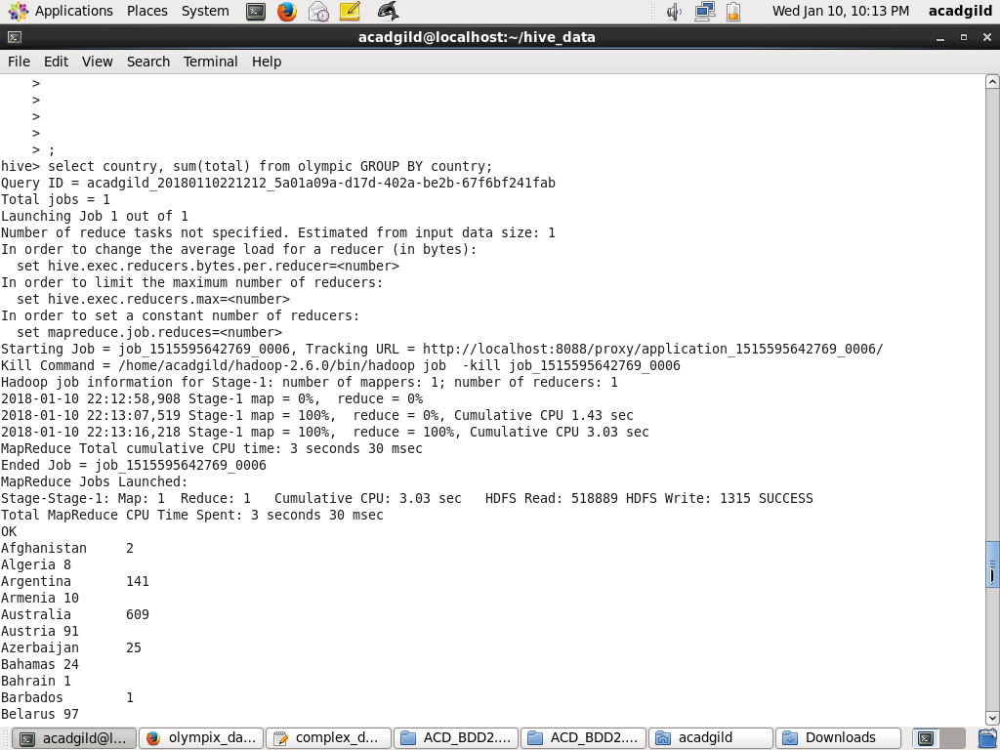 Applications Places System Wed Jan 10, 10:13 PM acadgild
acadgild@localhost:~/hive_data
File Edit View Search Terminal Help
>
>
>
>
> ;
hive> select country, sum(total) from olympic GROUP BY country;
Query ID = acadgild_20180110221212_5a01a09a-d17d-402a-be2b-67f6bf241fab
Total jobs = 1
Launching Job 1 out of 1
Number of reduce tasks not specified. Estimated from input data size: 1
In order to change the average load for a reducer (in bytes):
  set hive.exec.reducers.bytes.per.reducer=<number>
In order to limit the maximum number of reducers:
  set hive.exec.reducers.max=<number>
In order to set a constant number of reducers:
  set mapreduce.job.reduces=<number>
Starting Job = job_1515595642769_0006, Tracking URL = http://localhost:8088/proxy/application_1515595642769_0006/
Kill Command = /home/acadgild/hadoop-2.6.0/bin/hadoop job  -kill job_1515595642769_0006
Hadoop job information for Stage-1: number of mappers: 1; number of reducers: 1
2018-01-10 22:12:58,908 Stage-1 map = 0%,  reduce = 0%
2018-01-10 22:13:07,519 Stage-1 map = 100%,  reduce = 0%, Cumulative CPU 1.43 sec
2018-01-10 22:13:16,218 Stage-1 map = 100%,  reduce = 100%, Cumulative CPU 3.03 sec
MapReduce Total cumulative CPU time: 3 seconds 30 msec
Ended Job = job_1515595642769_0006
MapReduce Jobs Launched:
Stage-Stage-1: Map: 1  Reduce: 1   Cumulative CPU: 3.03 sec   HDFS Read: 518889 HDFS Write: 1315 SUCCESS
Total MapReduce CPU Time Spent: 3 seconds 30 msec
OK
Afghanistan     2
Algeria 8
Argentina       141
Armenia 10
Australia       609
Austria 91
Azerbaijan      25
Bahamas 24
Bahrain 1
Barbados        1
Belarus 97
acadgild@l... olympix_da... complex_d... ACD_BDD2.... ACD_BDD2.... acadgild Downloads